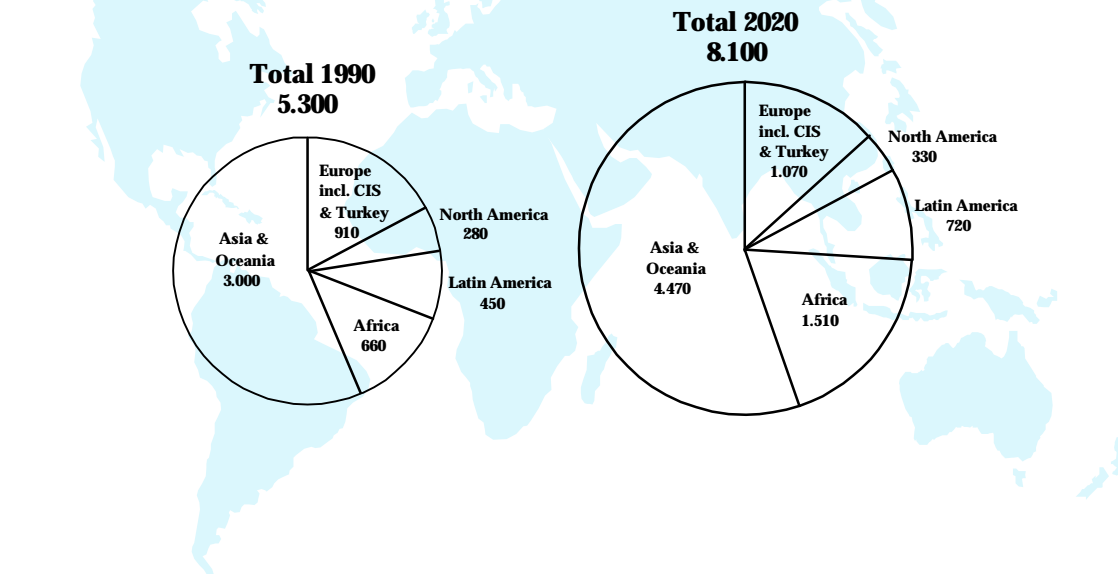 Total 1990
5.300
Europe
incl. CIS
& Turkey
910
North America
280
Latin America
450
Africa
660
Asia &
Oceania
3.000
Total 2020
8.100
Europe
incl. CIS
& Turkey
1.070
North America
330
Latin America
720
Africa
1.510
Asia &
Oceania
4.470